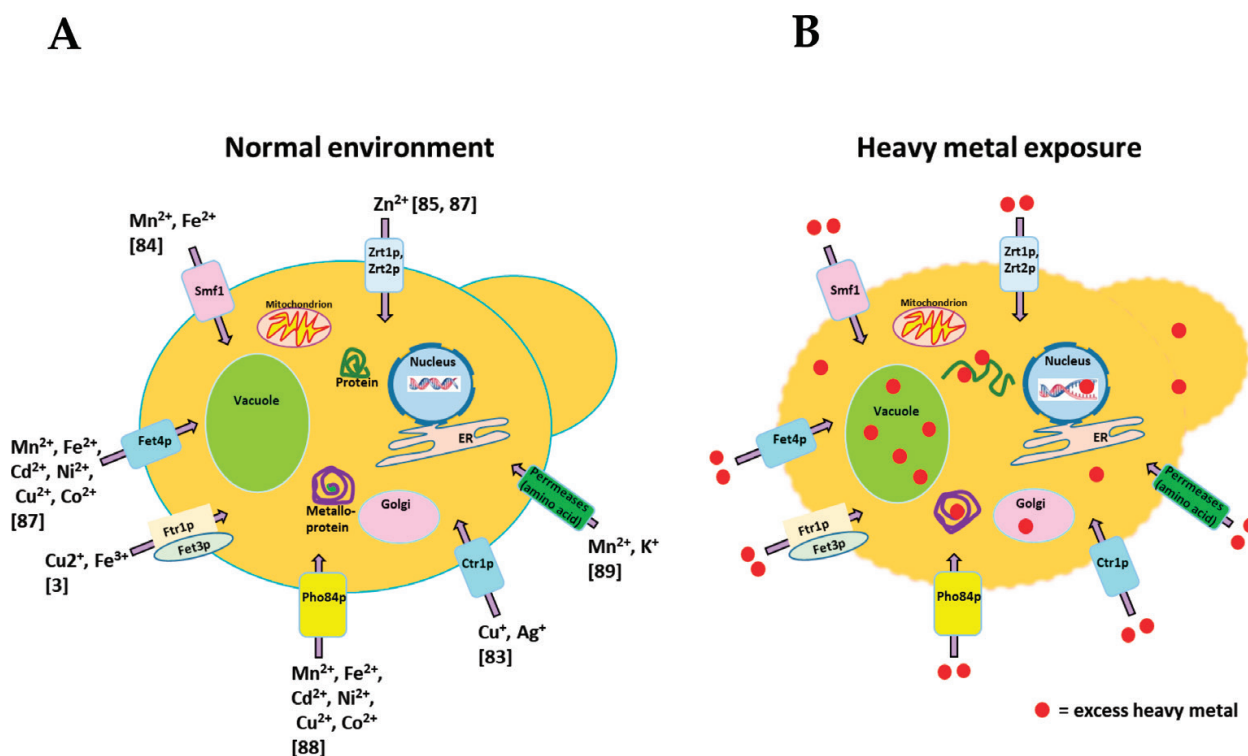 A
Normal environment
Mn²⁺, Fe²⁺
[84]
Zn²⁺ [85, 87]
Smf1
Zrt1p,
Zrt2p
Mitochondrion
Protein
Nucleus
Vacuole
ER
Fet4p
Mn²⁺, Fe²⁺,
Cd²⁺, Ni²⁺,
Cu²⁺, Co²⁺
[87]
Metallo-
protein
Golgi
Perrmeases
(amino acid)
Ftr1p
Fet3p
Cu2⁺, Fe³⁺
[3]
Mn²⁺, K⁺
[89]
Ctr1p
Pho84p
Cu⁺, Ag⁺
[83]
Mn²⁺, Fe²⁺,
Cd²⁺, Ni²⁺,
Cu²⁺, Co²⁺
[88]
B
Heavy metal exposure
Smf1
Zrt1p,
Zrt2p
Mitochondrion
Nucleus
Vacuole
ER
Fet4p
Golgi
Perrmeases
(amino acid)
Ftr1p
Fet3p
Ctr1p
Pho84p
= excess heavy metal